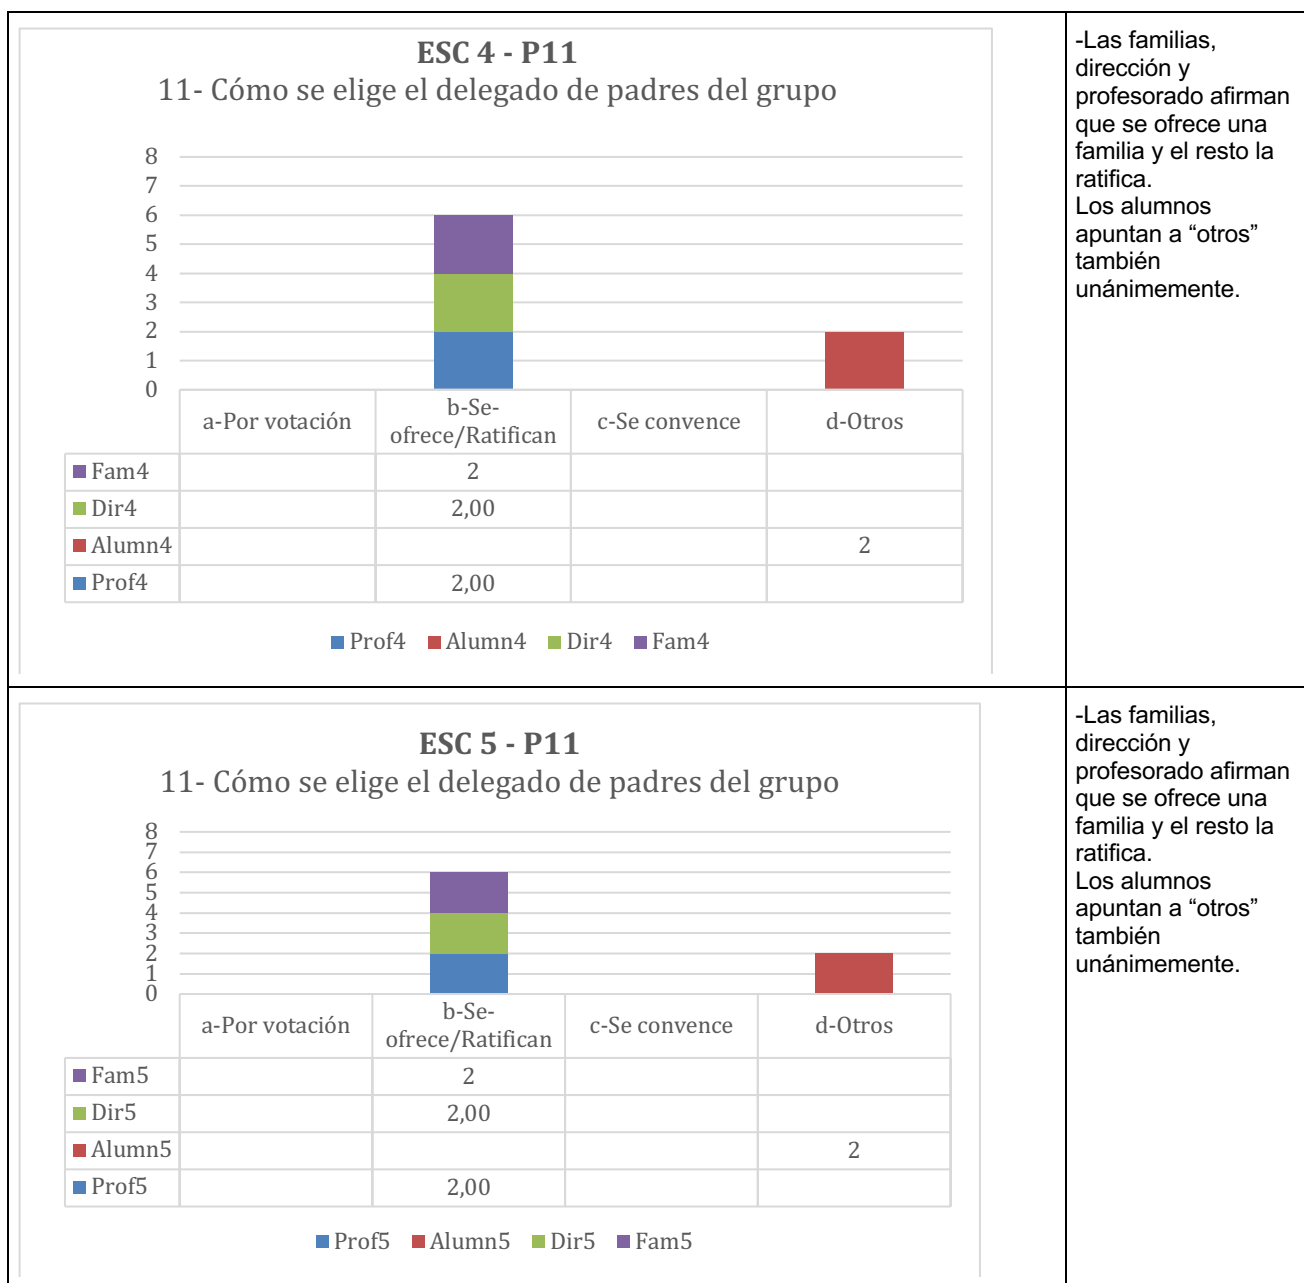 ESC 4 - P11
11- Cómo se elige el delegado de padres del grupo
8
7
6
5
4
3
2
1
0
a-Por votación
b-Se-
ofrece/Ratifican
c-Se convence
d-Otros
Fam4 2
Dir4 2,00
Alumn4 2
Prof4 2,00
Prof4 Alumn4 Dir4 Fam4
-Las familias,
dirección y
profesorado afirman
que se ofrece una
familia y el resto la
ratifica.
Los alumnos
apuntan a “otros”
también
unánimemente.
ESC 5 - P11
11- Cómo se elige el delegado de padres del grupo
8
7
6
5
4
3
2
1
0
a-Por votación
b-Se-
ofrece/Ratifican
c-Se convence
d-Otros
Fam5 2
Dir5 2,00
Alumn5 2
Prof5 2,00
Prof5 Alumn5 Dir5 Fam5
-Las familias,
dirección y
profesorado afirman
que se ofrece una
familia y el resto la
ratifica.
Los alumnos
apuntan a “otros”
también
unánimemente.